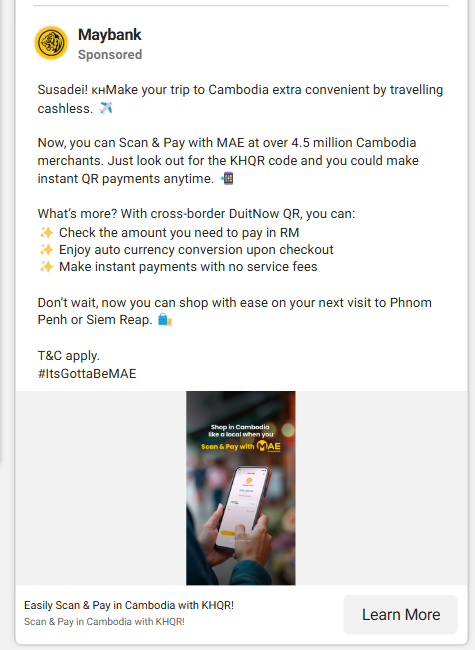 Maybank
Sponsored
Susadei! ᴋʜMake your trip to Cambodia extra convenient by travelling
cashless. ✈️
Now, you can Scan & Pay with MAE at over 4.5 million Cambodia
merchants. Just look out for the KHQR code and you could make
instant QR payments anytime. 📲
What’s more? With cross-border DuitNow QR, you can:
✨ Check the amount you need to pay in RM
✨ Enjoy auto currency conversion upon checkout
✨ Make instant payments with no service fees
Don’t wait, now you can shop with ease on your next visit to Phnom
Penh or Siem Reap. 🛍️
T&C apply.
#ItsGottaBeMAE
Shop in Cambodia
like a local when you
Scan & Pay with MAE
Easily Scan & Pay in Cambodia with KHQR!
Scan & Pay in Cambodia with KHQR!
Learn More